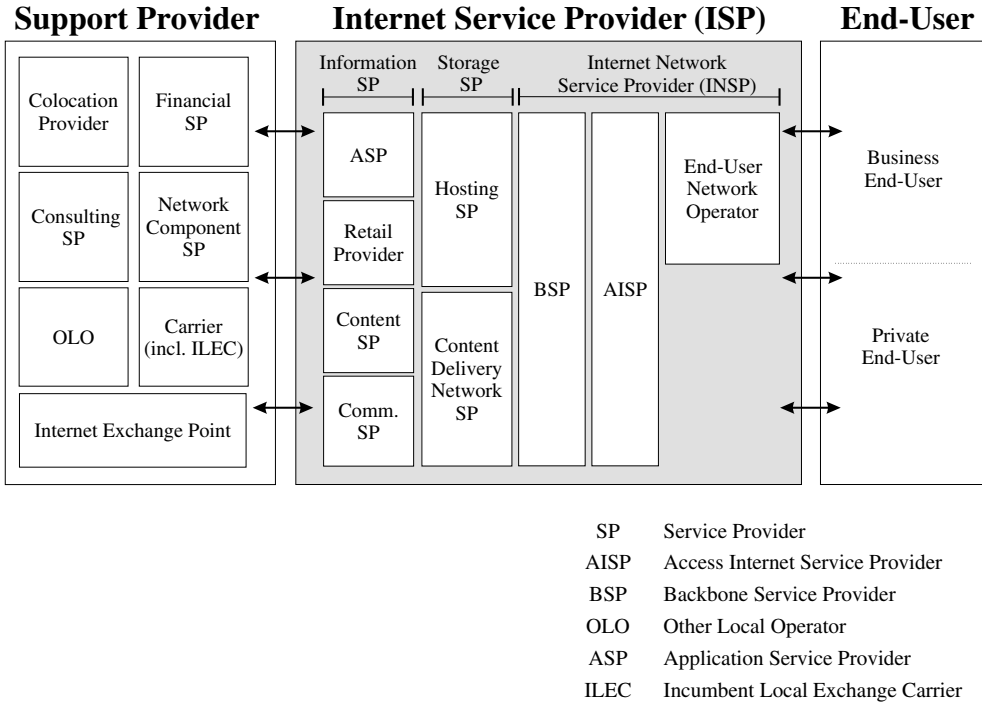 Support Provider
Internet Service Provider (ISP)
End-User
Colocation
Provider
Financial
SP
Consulting
SP
Network
Component
SP
OLO
Carrier
(incl. ILEC)
Internet Exchange Point
Information
SP
Storage
SP
Internet Network
Service Provider (INSP)
ASP
Retail
Provider
Content
SP
Comm.
SP
Hosting
SP
Content
Delivery
Network
SP
BSP
AISP
End-User
Network
Operator
Business
End-User
Private
End-User
SP Service Provider
AISP Access Internet Service Provider
BSP Backbone Service Provider
OLO Other Local Operator
ASP Application Service Provider
ILEC Incumbent Local Exchange Carrier